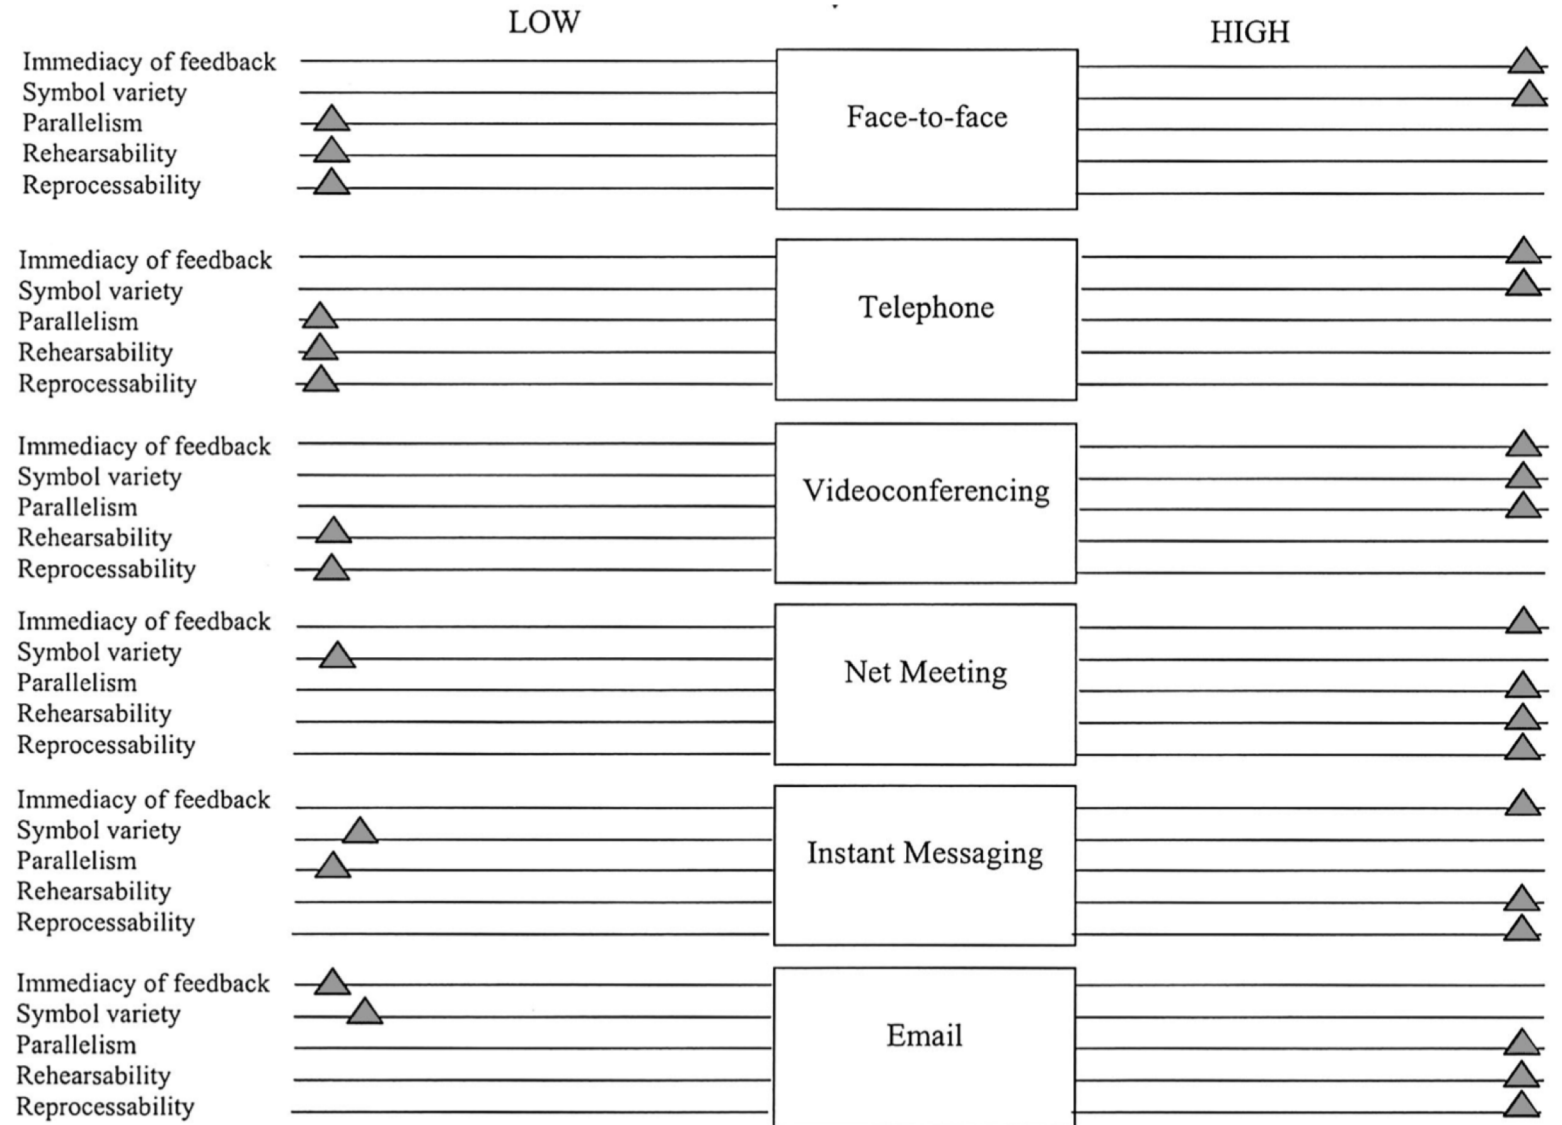 LOW
HIGH
Immediacy of feedback
Symbol variety
Parallelism
Rehearsability
Reprocessability
Face-to-face
Immediacy of feedback
Symbol variety
Parallelism
Rehearsability
Reprocessability
Telephone
Immediacy of feedback
Symbol variety
Parallelism
Rehearsability
Reprocessability
Videoconferencing
Immediacy of feedback
Symbol variety
Parallelism
Rehearsability
Reprocessability
Net Meeting
Immediacy of feedback
Symbol variety
Parallelism
Rehearsability
Reprocessability
Instant Messaging
Immediacy of feedback
Symbol variety
Parallelism
Rehearsability
Reprocessability
Email